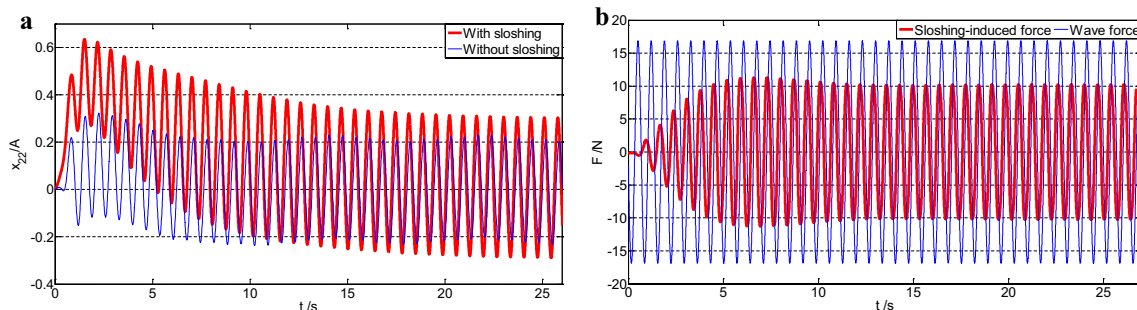 a
With sloshing
Without sloshing
0.6
0.4
0.2
0
-0.2
-0.4
x22/A
0 5 10 15 20 25
t /s
b
Sloshing-induced force Wave force
20
15
10
5
0
-5
-10
-15
-20
F /N
0 5 10 15 20 25
t /s